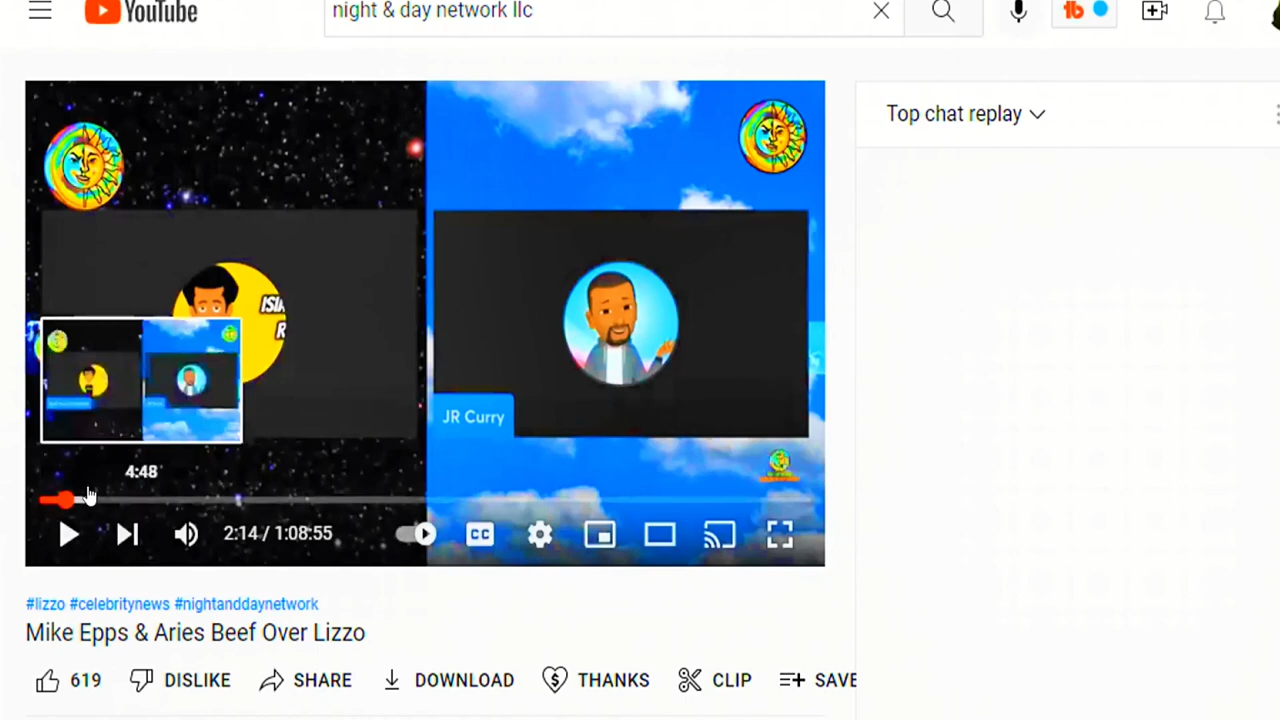 YouTube
night & day network llc
Top chat replay
JR Curry
4:48
2:14 / 1:08:55
CC
#lizzo #celebritynews #nightanddaynetwork
Mike Epps & Aries Beef Over Lizzo
619 DISLIKE SHARE DOWNLOAD THANKS CLIP SAVE